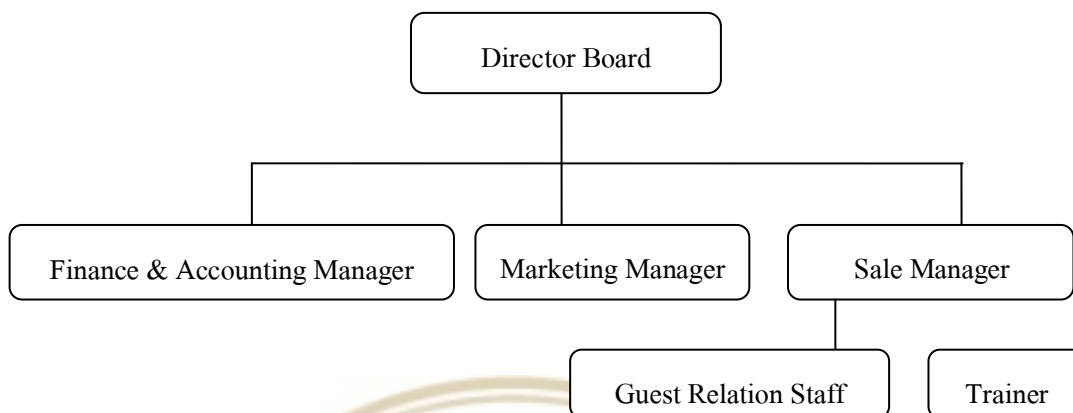 Director Board
Finance & Accounting Manager
Marketing Manager
Sale Manager
Guest Relation Staff
Trainer